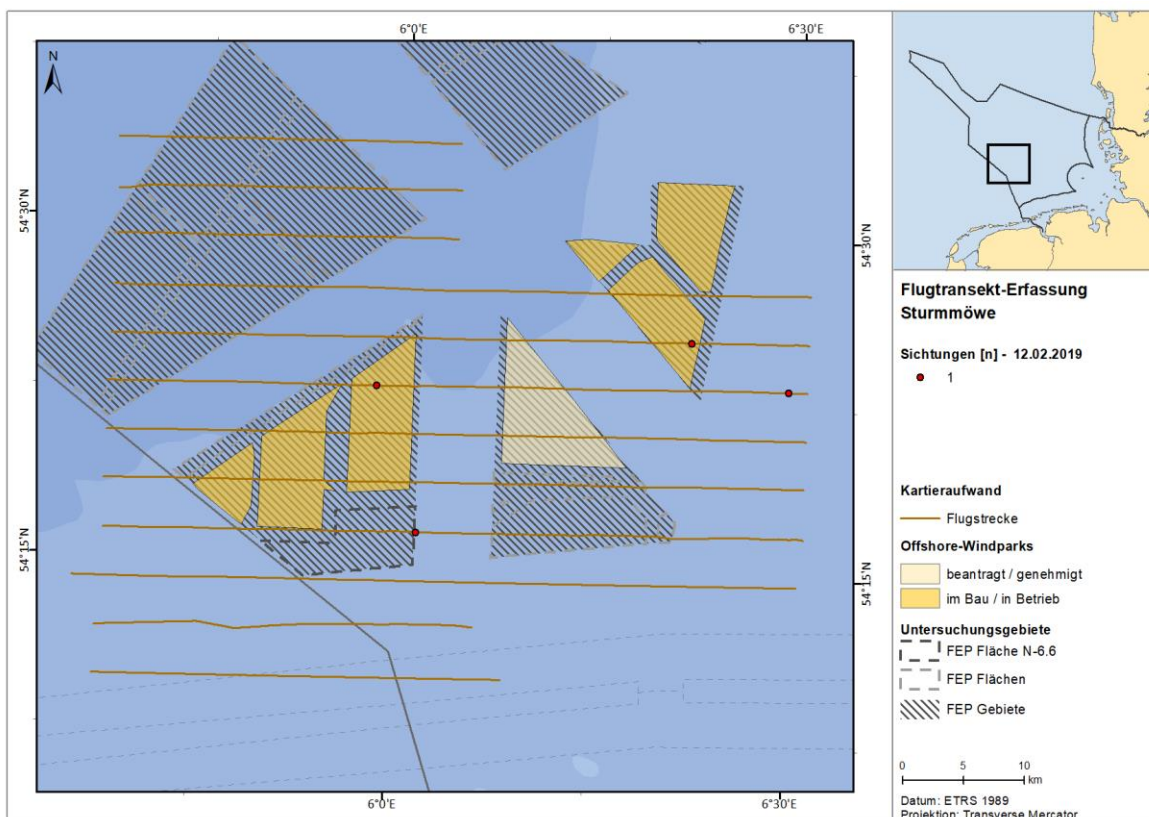 6°0'E
6°30'E
N
54°30'N
54°30'N
54°15'N
54°15'N
6°0'E
6°30'E
Flugtransekt-Erfassung
Sturmmöwe
Sichtungen [n] - 12.02.2019
1
Kartieraufwand
Flugstrecke
Offshore-Windparks
beantragt / genehmigt
im Bau / in Betrieb
Untersuchungsgebiete
FEP Fläche N-6.6
FEP Flächen
FEP Gebiete
0 5 10
km
Datum: ETRS 1989
Projektion: Transverse Mercator